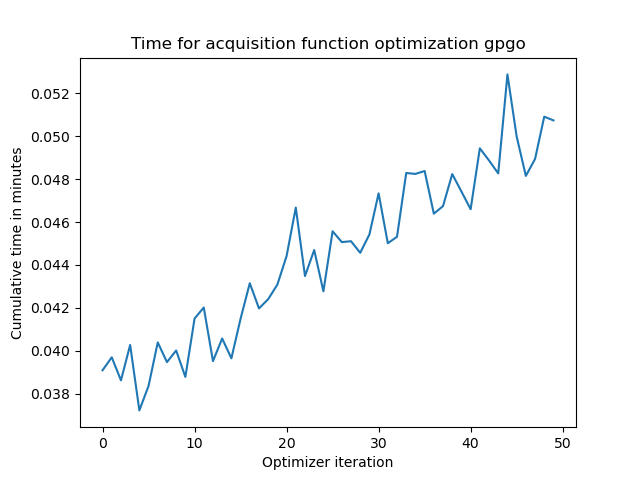 Time for acquisition function optimization gpgo
Cumulative time in minutes
0.052
0.050
0.048
0.046
0.044
0.042
0.040
0.038
0 10 20 30 40 50
Optimizer iteration